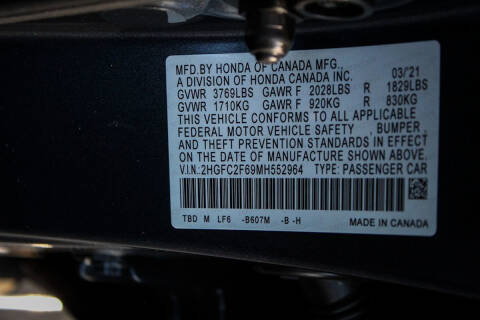 MFD.BY HONDA OF CANADA MFG., 03/21
A DIVISION OF HONDA CANADA INC.
GVWR 3769LBS GAWR F 2028LBS R 1829LBS
GVWR 1710KG GAWR F 920KG R 830KG
THIS VEHICLE CONFORMS TO ALL APPLICABLE
FEDERAL MOTOR VEHICLE SAFETY , BUMPER ,
AND THEFT PREVENTION STANDARDS IN EFFECT
ON THE DATE OF MANUFACTURE SHOWN ABOVE.
V.I.N: 2HGFC2F69MH552964 TYPE: PASSENGER CAR
TBD M LF6 -B607M -B -H MADE IN CANADA